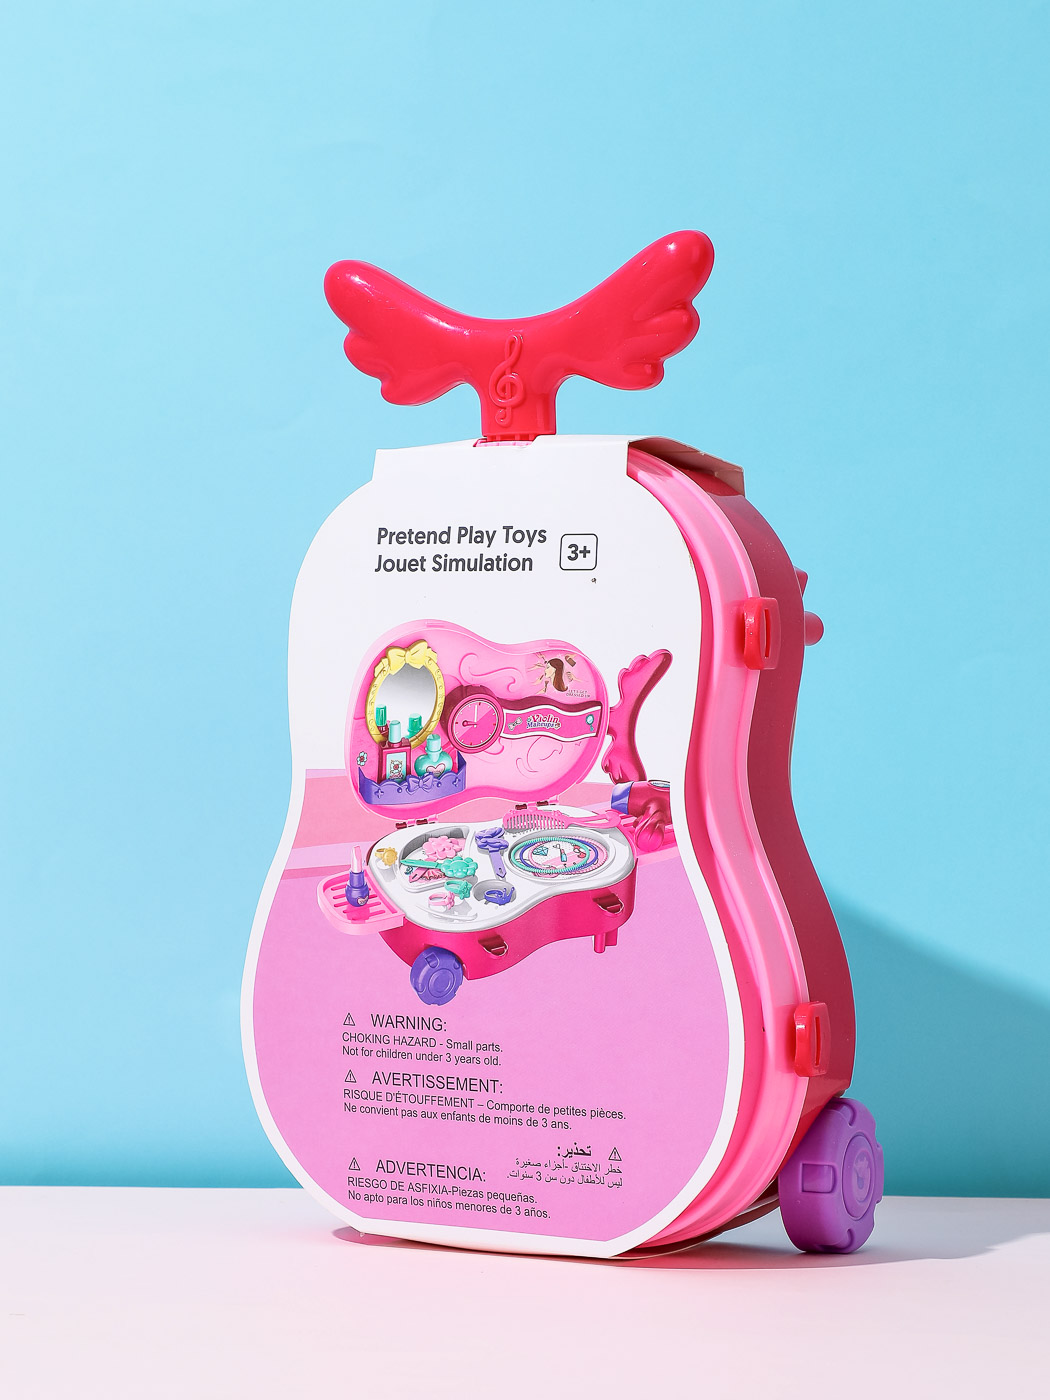 Pretend Play Toys
Jouet Simulation
3+
Violin
Makeups
⚠ WARNING:
CHOKING HAZARD - Small parts.
Not for children under 3 years old.
⚠ AVERTISSEMENT:
RISQUE D'ÉTOUFFEMENT – Comporte de petites pièces.
Ne convient pas aux enfants de moins de 3 ans.
⚠ تحذير:
خطر الاختناق -أجزاء صغيرة
ليس للأطفال دون سن 3 سنوات.
⚠ ADVERTENCIA:
RIESGO DE ASFIXIA-Piezas pequeñas.
No apto para los niños menores de 3 años.